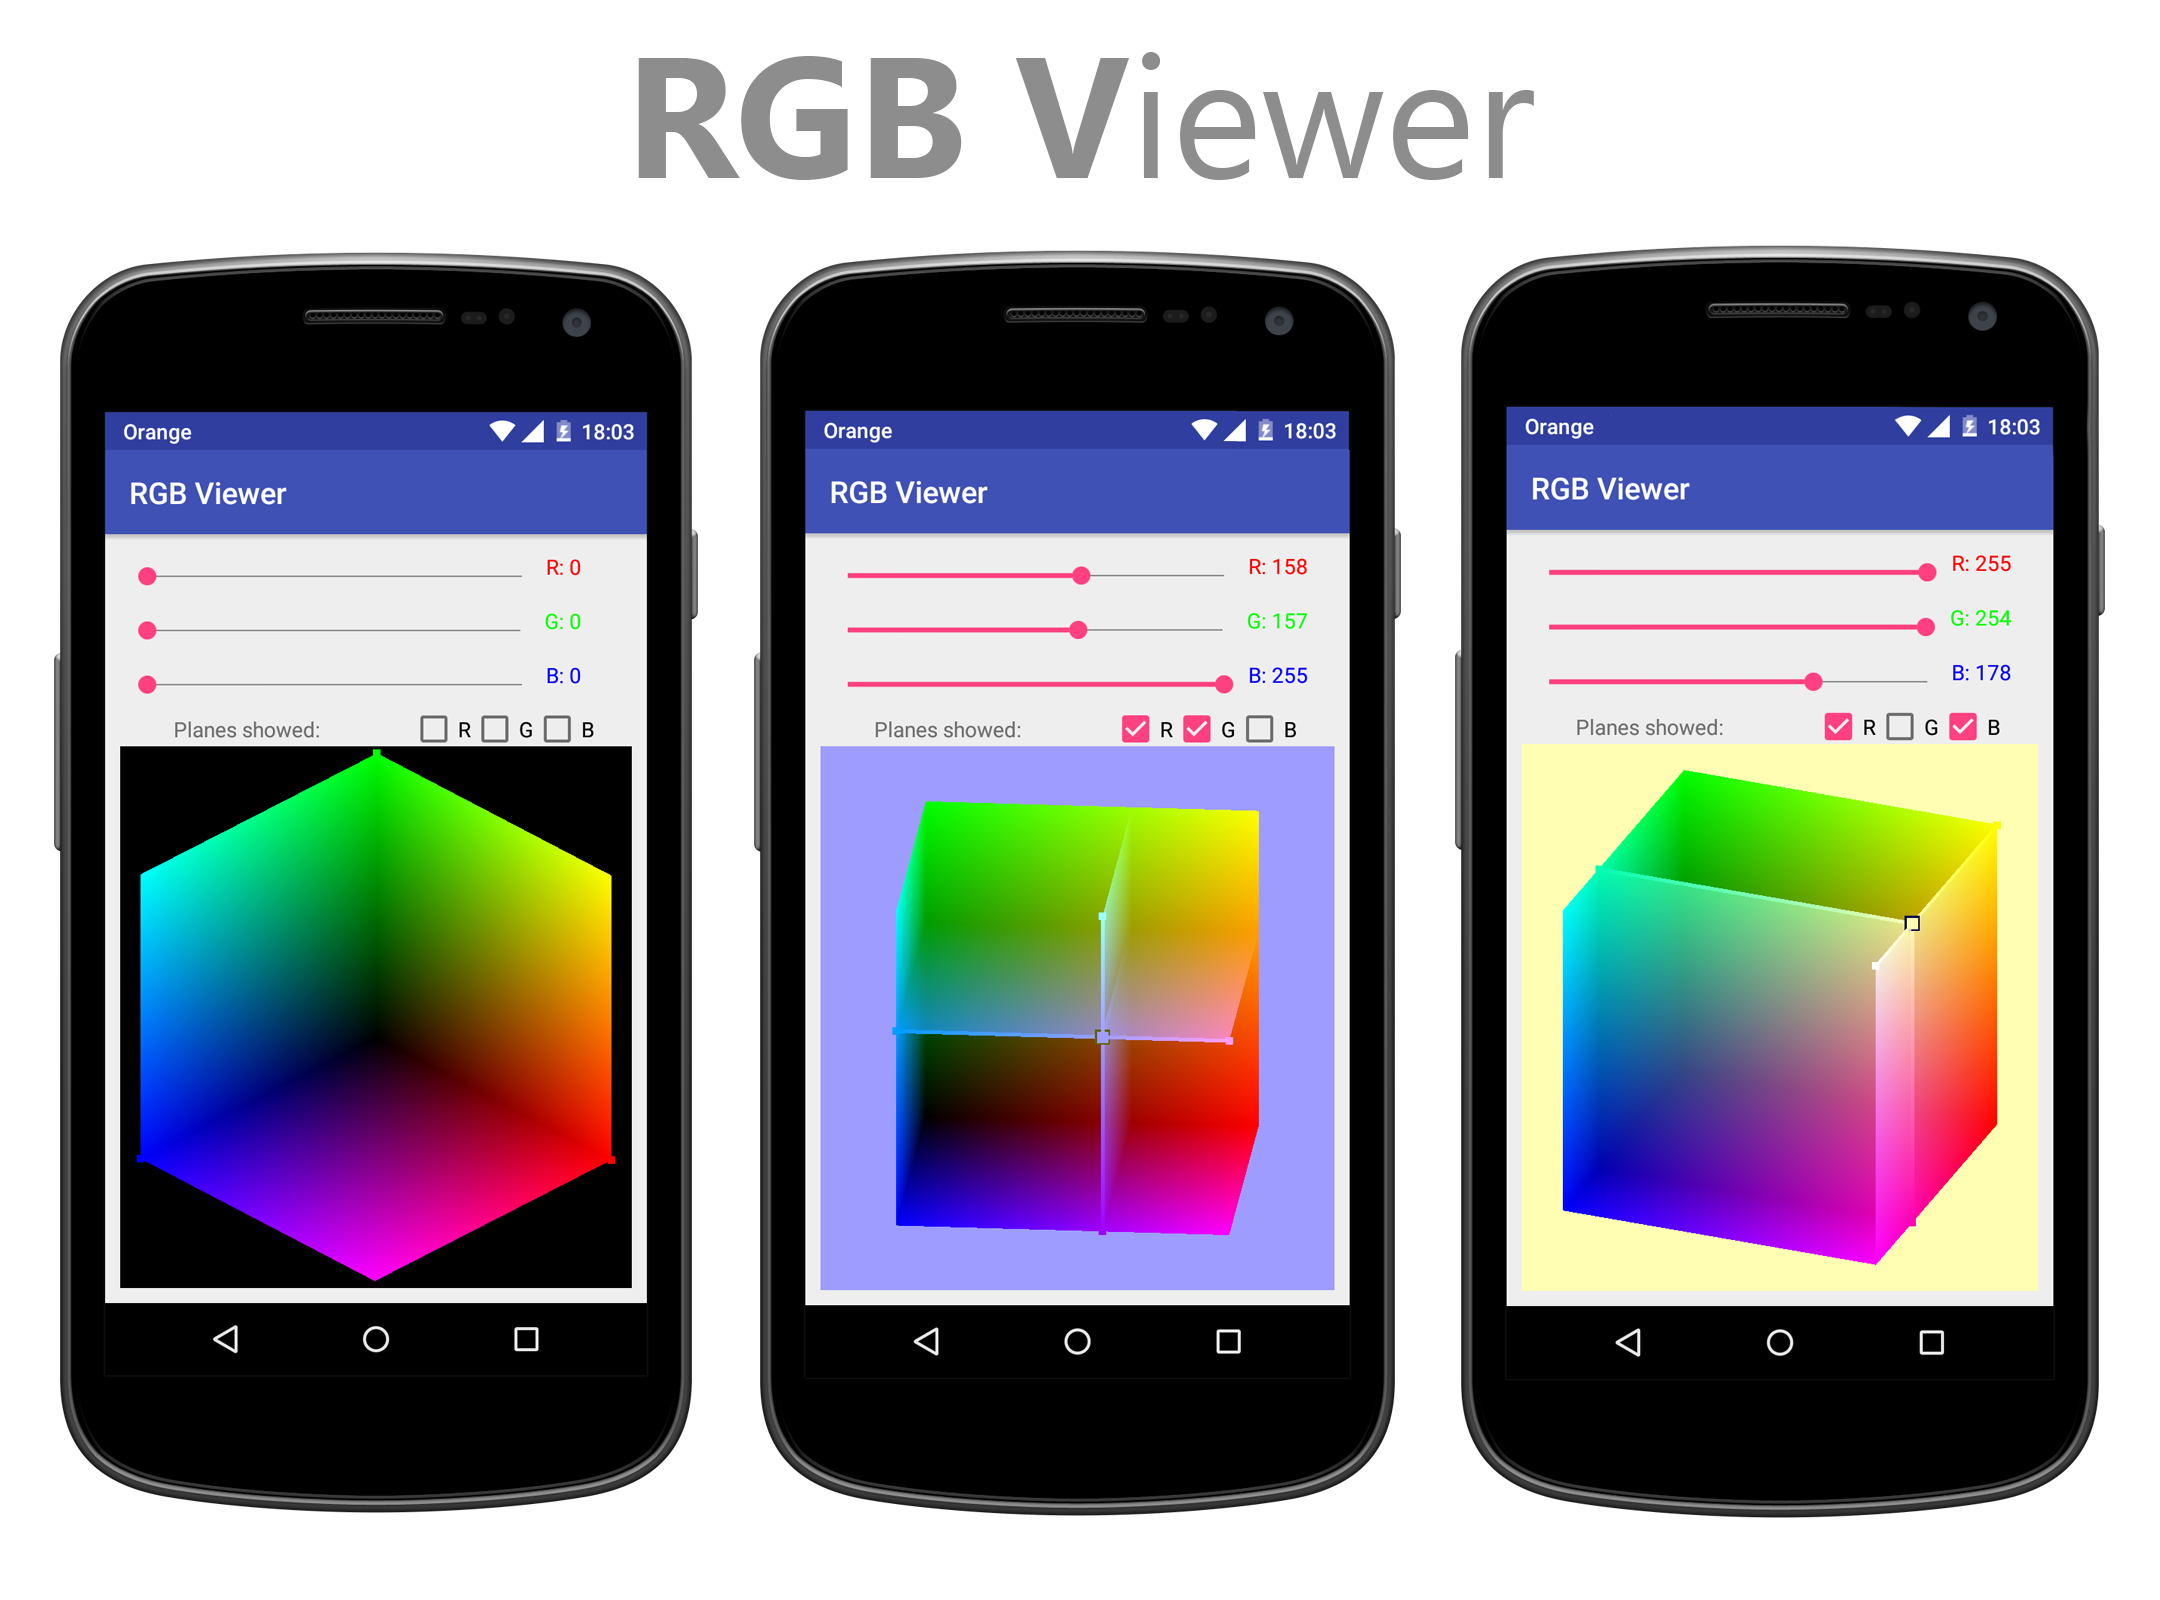 RGB Viewer
Orange 18:03
RGB Viewer
R: 0
G: 0
B: 0
Planes showed: R G B
Orange 18:03
RGB Viewer
R: 158
G: 157
B: 255
Planes showed: R G B
Orange 18:03
RGB Viewer
R: 255
G: 254
B: 178
Planes showed: R G B